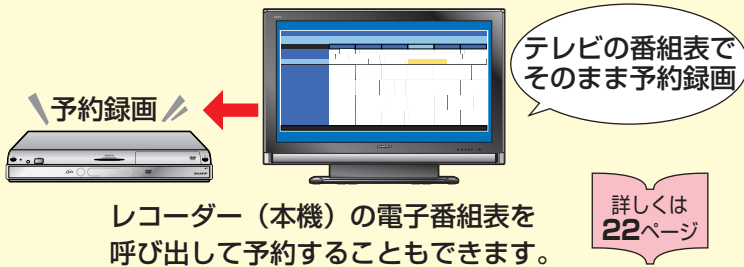 テレビの番組表で
そのまま予約録画
予約録画
レコーダー（本機）の電子番組表を
呼び出して予約することもできます。
詳しくは
22ページ